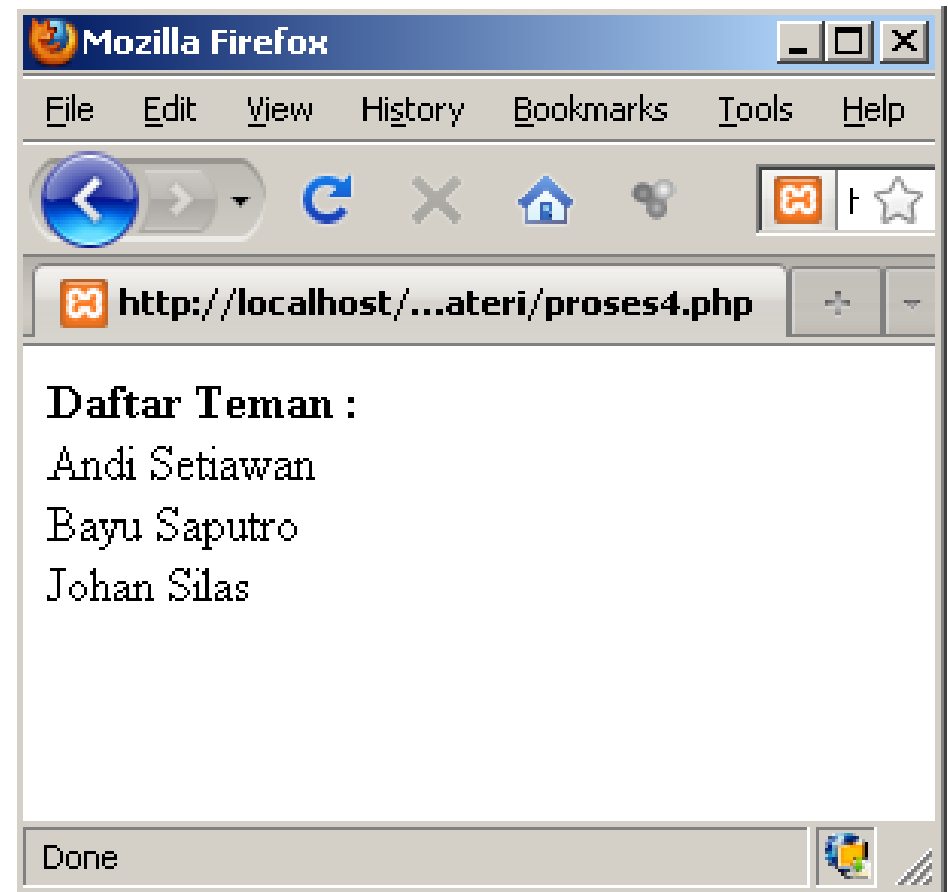 Mozilla Firefox
File Edit View History Bookmarks Tools Help
http://localhost/...ateri/proses4.php
Daftar Teman :
Andi Setiawan
Bayu Saputro
Johan Silas
Done